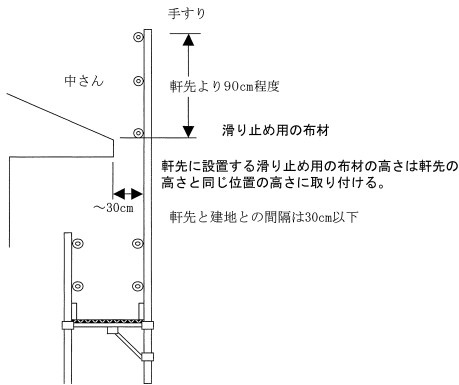 手すり
中さん
軒先より90cm程度
滑り止め用の布材
軒先に設置する滑り止め用の布材の高さは軒先の
高さと同じ位置の高さに取り付ける。
～30cm
軒先と建地との間隔は30cm以下